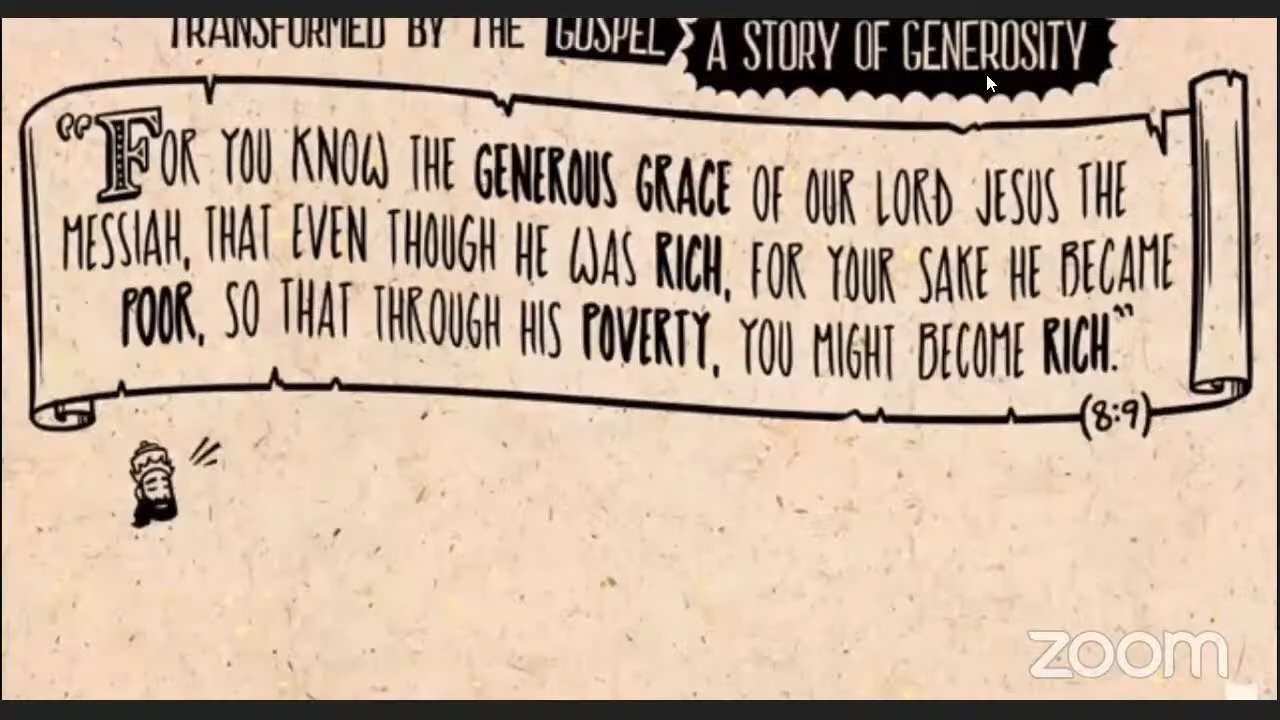 TRANSFORMED BY THE GOSPEL A STORY OF GENEROSITY
“FOR YOU KNOW THE GENEROUS GRACE OF OUR LORD JESUS THE
MESSIAH, THAT EVEN THOUGH HE WAS RICH, FOR YOUR SAKE HE BECAME
POOR, SO THAT THROUGH HIS POVERTY, YOU MIGHT BECOME RICH.”
(8:9)
zoom